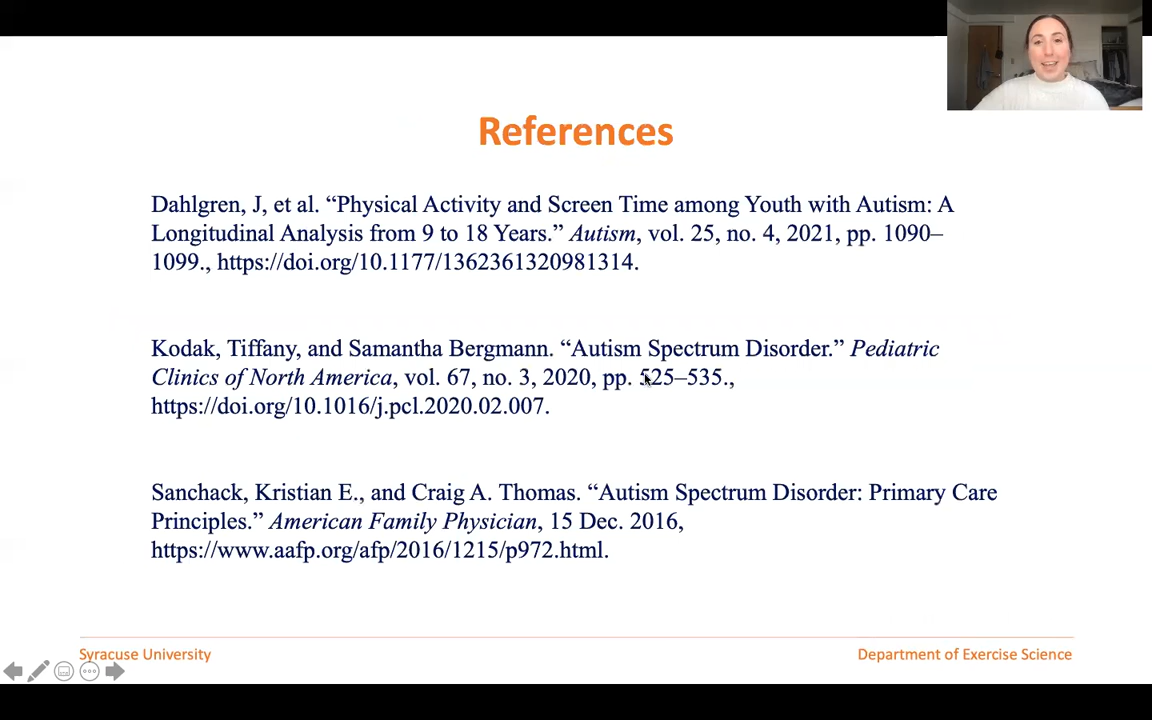 References
Dahlgren, J, et al. “Physical Activity and Screen Time among Youth with Autism: A
Longitudinal Analysis from 9 to 18 Years.” Autism, vol. 25, no. 4, 2021, pp. 1090–
1099., https://doi.org/10.1177/1362361320981314.
Kodak, Tiffany, and Samantha Bergmann. “Autism Spectrum Disorder.” Pediatric
Clinics of North America, vol. 67, no. 3, 2020, pp. 525–535.,
https://doi.org/10.1016/j.pcl.2020.02.007.
Sanchack, Kristian E., and Craig A. Thomas. “Autism Spectrum Disorder: Primary Care
Principles.” American Family Physician, 15 Dec. 2016,
https://www.aafp.org/afp/2016/1215/p972.html.
Syracuse University
Department of Exercise Science